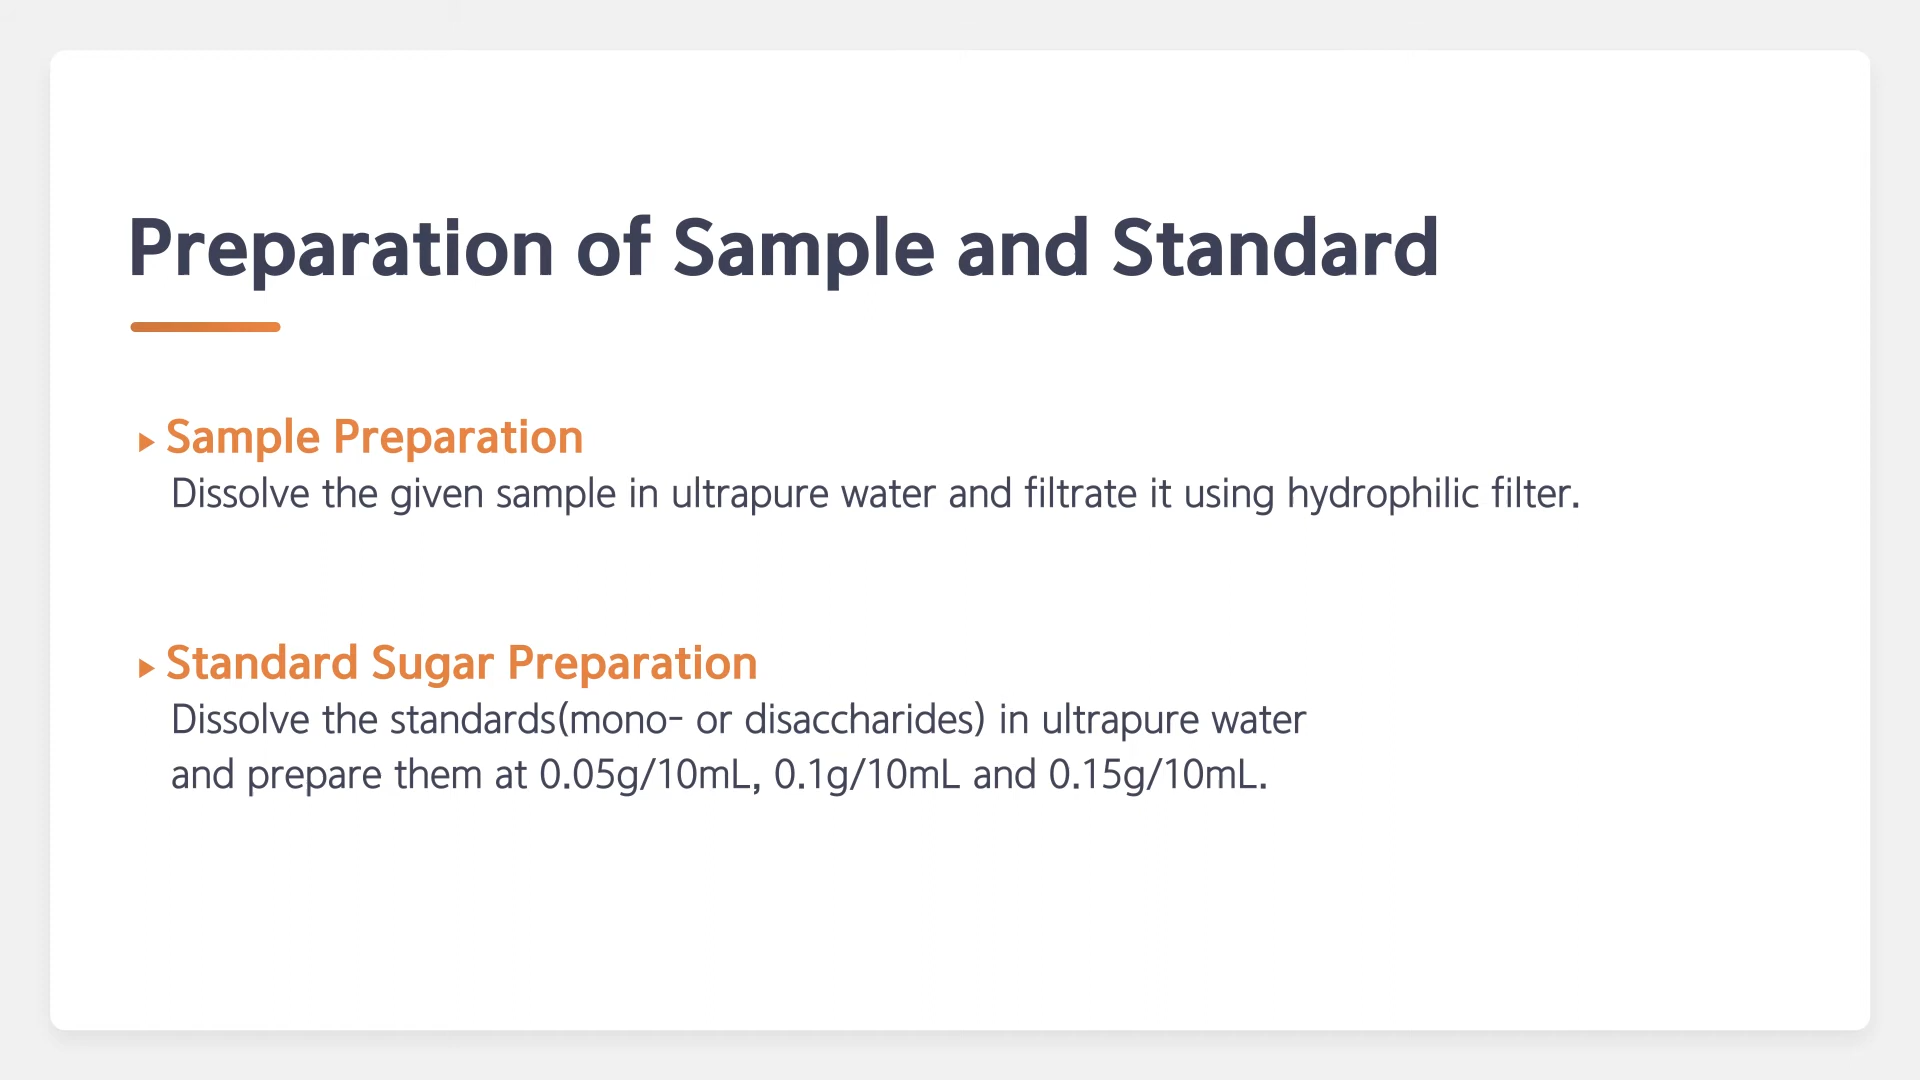 Preparation of Sample and Standard
▶ Sample Preparation
Dissolve the given sample in ultrapure water and filtrate it using hydrophilic filter.
▶ Standard Sugar Preparation
Dissolve the standards(mono- or disaccharides) in ultrapure water
and prepare them at 0.05g/10mL, 0.1g/10mL and 0.15g/10mL.